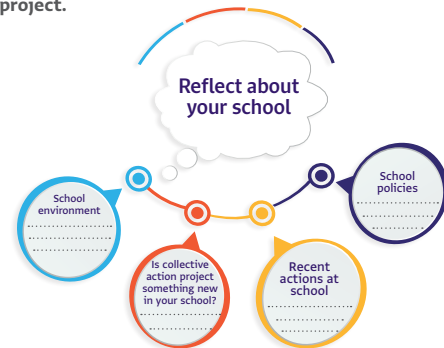 project.
Reflect about
your school
School
environment
Is collective
action project
something new
in your school?
Recent
actions at
school
School
policies